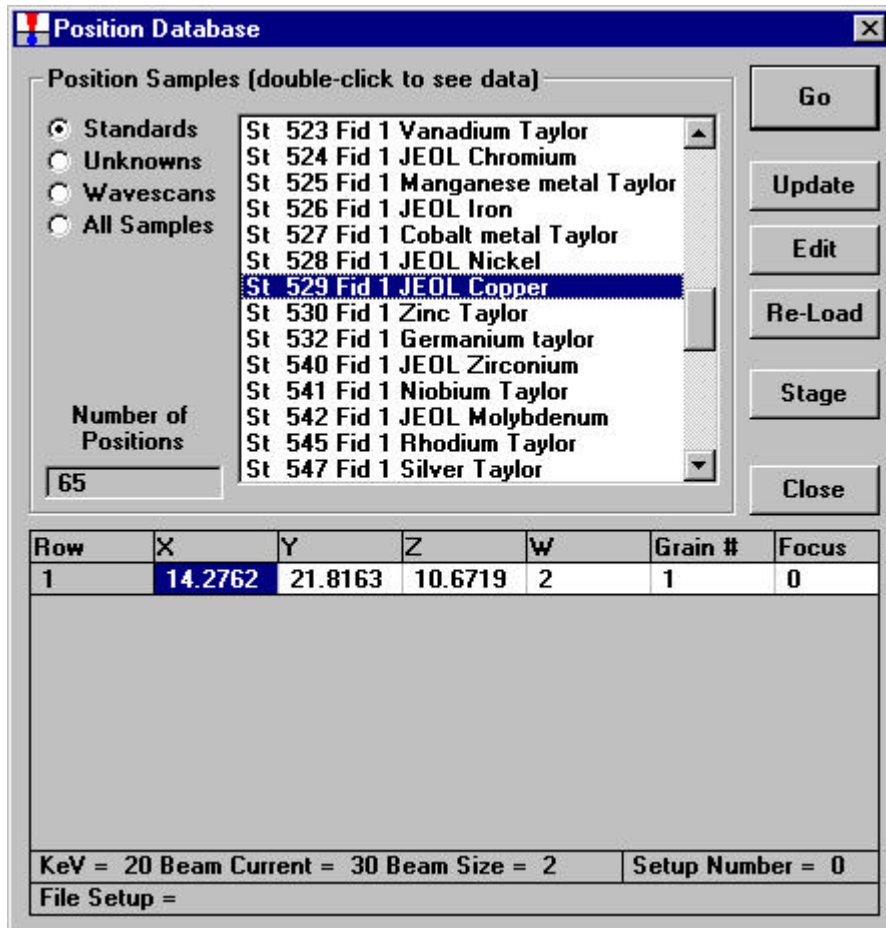 Position Database
Position Samples (double-click to see data)
Standards
Unknowns
Wavescans
All Samples
Number of
Positions
65
St 523 Fid 1 Vanadium Taylor
St 524 Fid 1 JEOL Chromium
St 525 Fid 1 Manganese metal Taylor
St 526 Fid 1 JEOL Iron
St 527 Fid 1 Cobalt metal Taylor
St 528 Fid 1 JEOL Nickel
St 529 Fid 1 JEOL Copper
St 530 Fid 1 Zinc Taylor
St 532 Fid 1 Germanium taylor
St 540 Fid 1 JEOL Zirconium
St 541 Fid 1 Niobium Taylor
St 542 Fid 1 JEOL Molybdenum
St 545 Fid 1 Rhodium Taylor
St 547 Fid 1 Silver Taylor
Go
Update
Edit
Re-Load
Stage
Close
Row X Y Z W Grain # Focus
1 14.2762 21.8163 10.6719 2 1 0
KeV = 20 Beam Current = 30 Beam Size = 2 Setup Number = 0
File Setup =